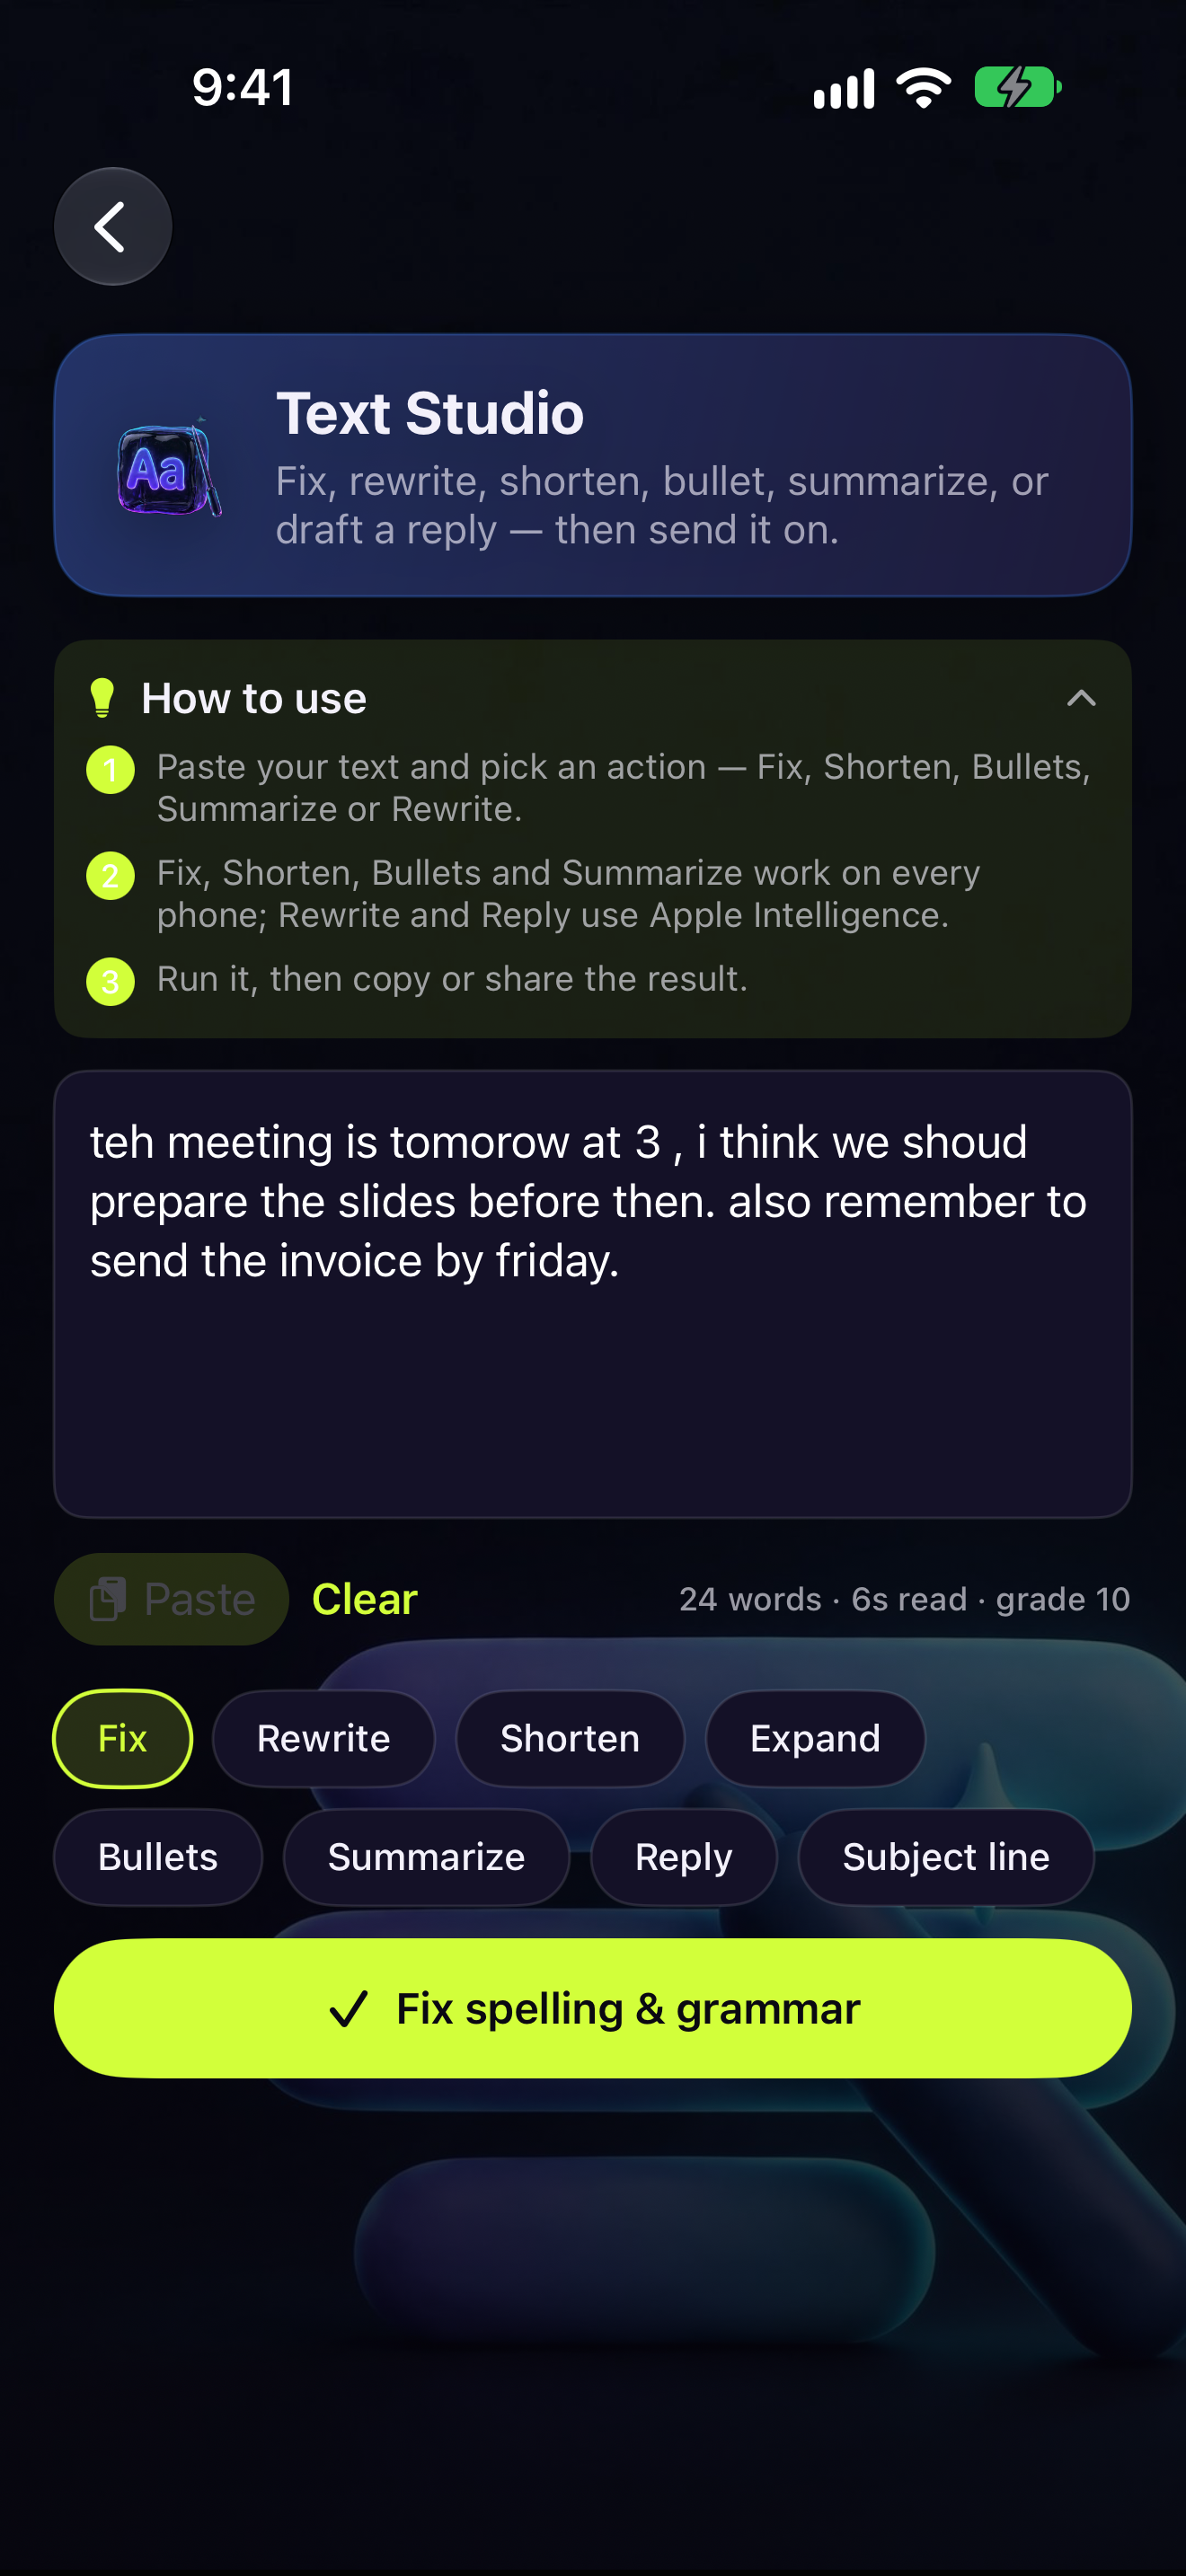 9:41
Text Studio
Aa
Fix, rewrite, shorten, bullet, summarize, or
draft a reply — then send it on.
How to use
1 Paste your text and pick an action — Fix, Shorten, Bullets,
Summarize or Rewrite.
2 Fix, Shorten, Bullets and Summarize work on every
phone; Rewrite and Reply use Apple Intelligence.
3 Run it, then copy or share the result.
teh meeting is tomorow at 3 , i think we shoud
prepare the slides before then. also remember to
send the invoice by friday.
Paste Clear 24 words · 6s read · grade 10
Fix Rewrite Shorten Expand
Bullets Summarize Reply Subject line
Fix spelling & grammar